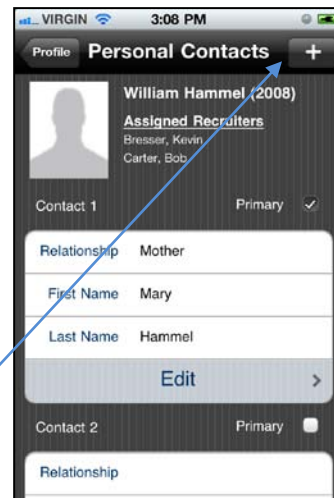 VIRGIN 3:08 PM
Profile Personal Contacts +
William Hammel (2008)
Assigned Recruiters
Bresser, Kevin
Carter, Bob
Contact 1 Primary
Relationship Mother
First Name Mary
Last Name Hammel
Edit
Contact 2 Primary
Relationship